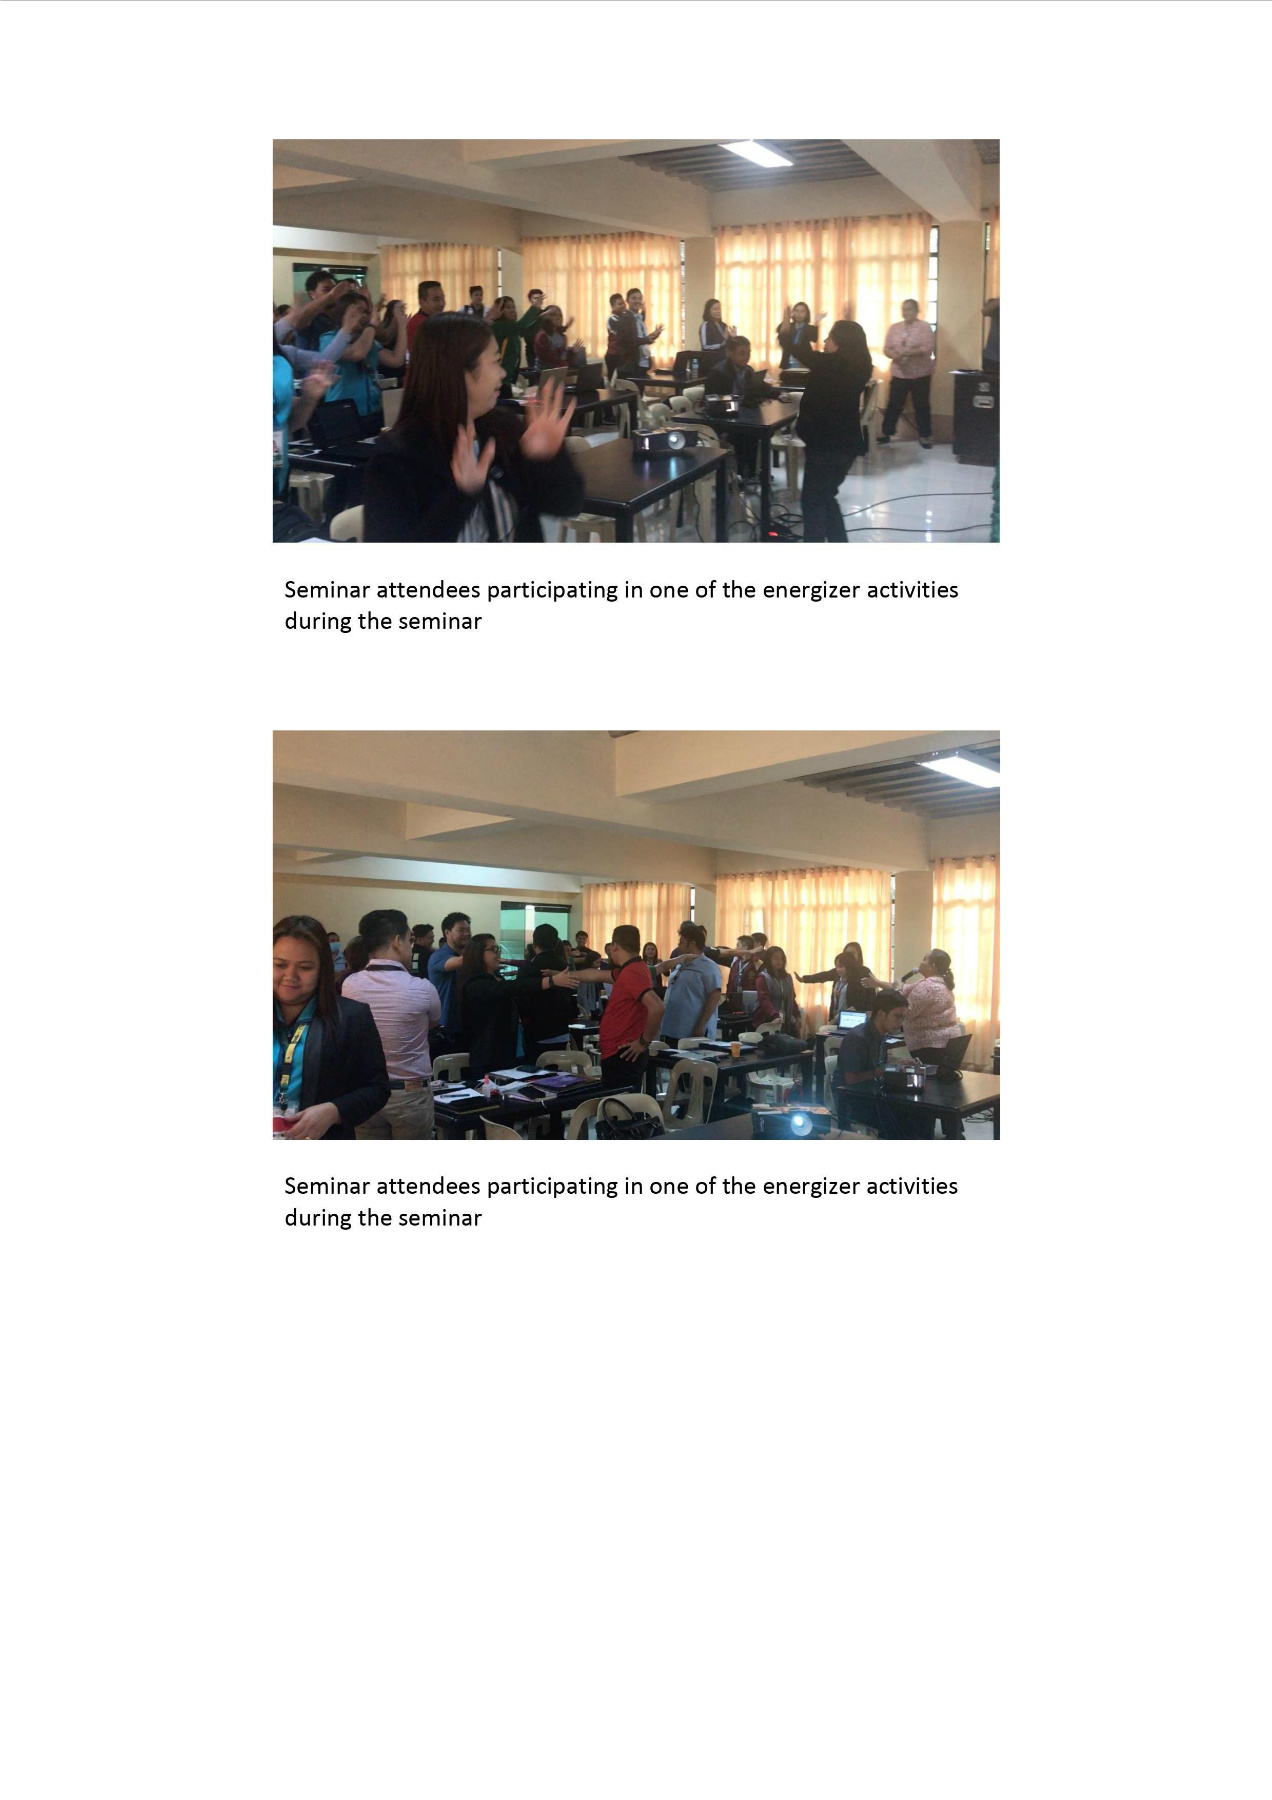 Seminar attendees participating in one of the energizer activities
during the seminar
Seminar attendees participating in one of the energizer activities
during the seminar